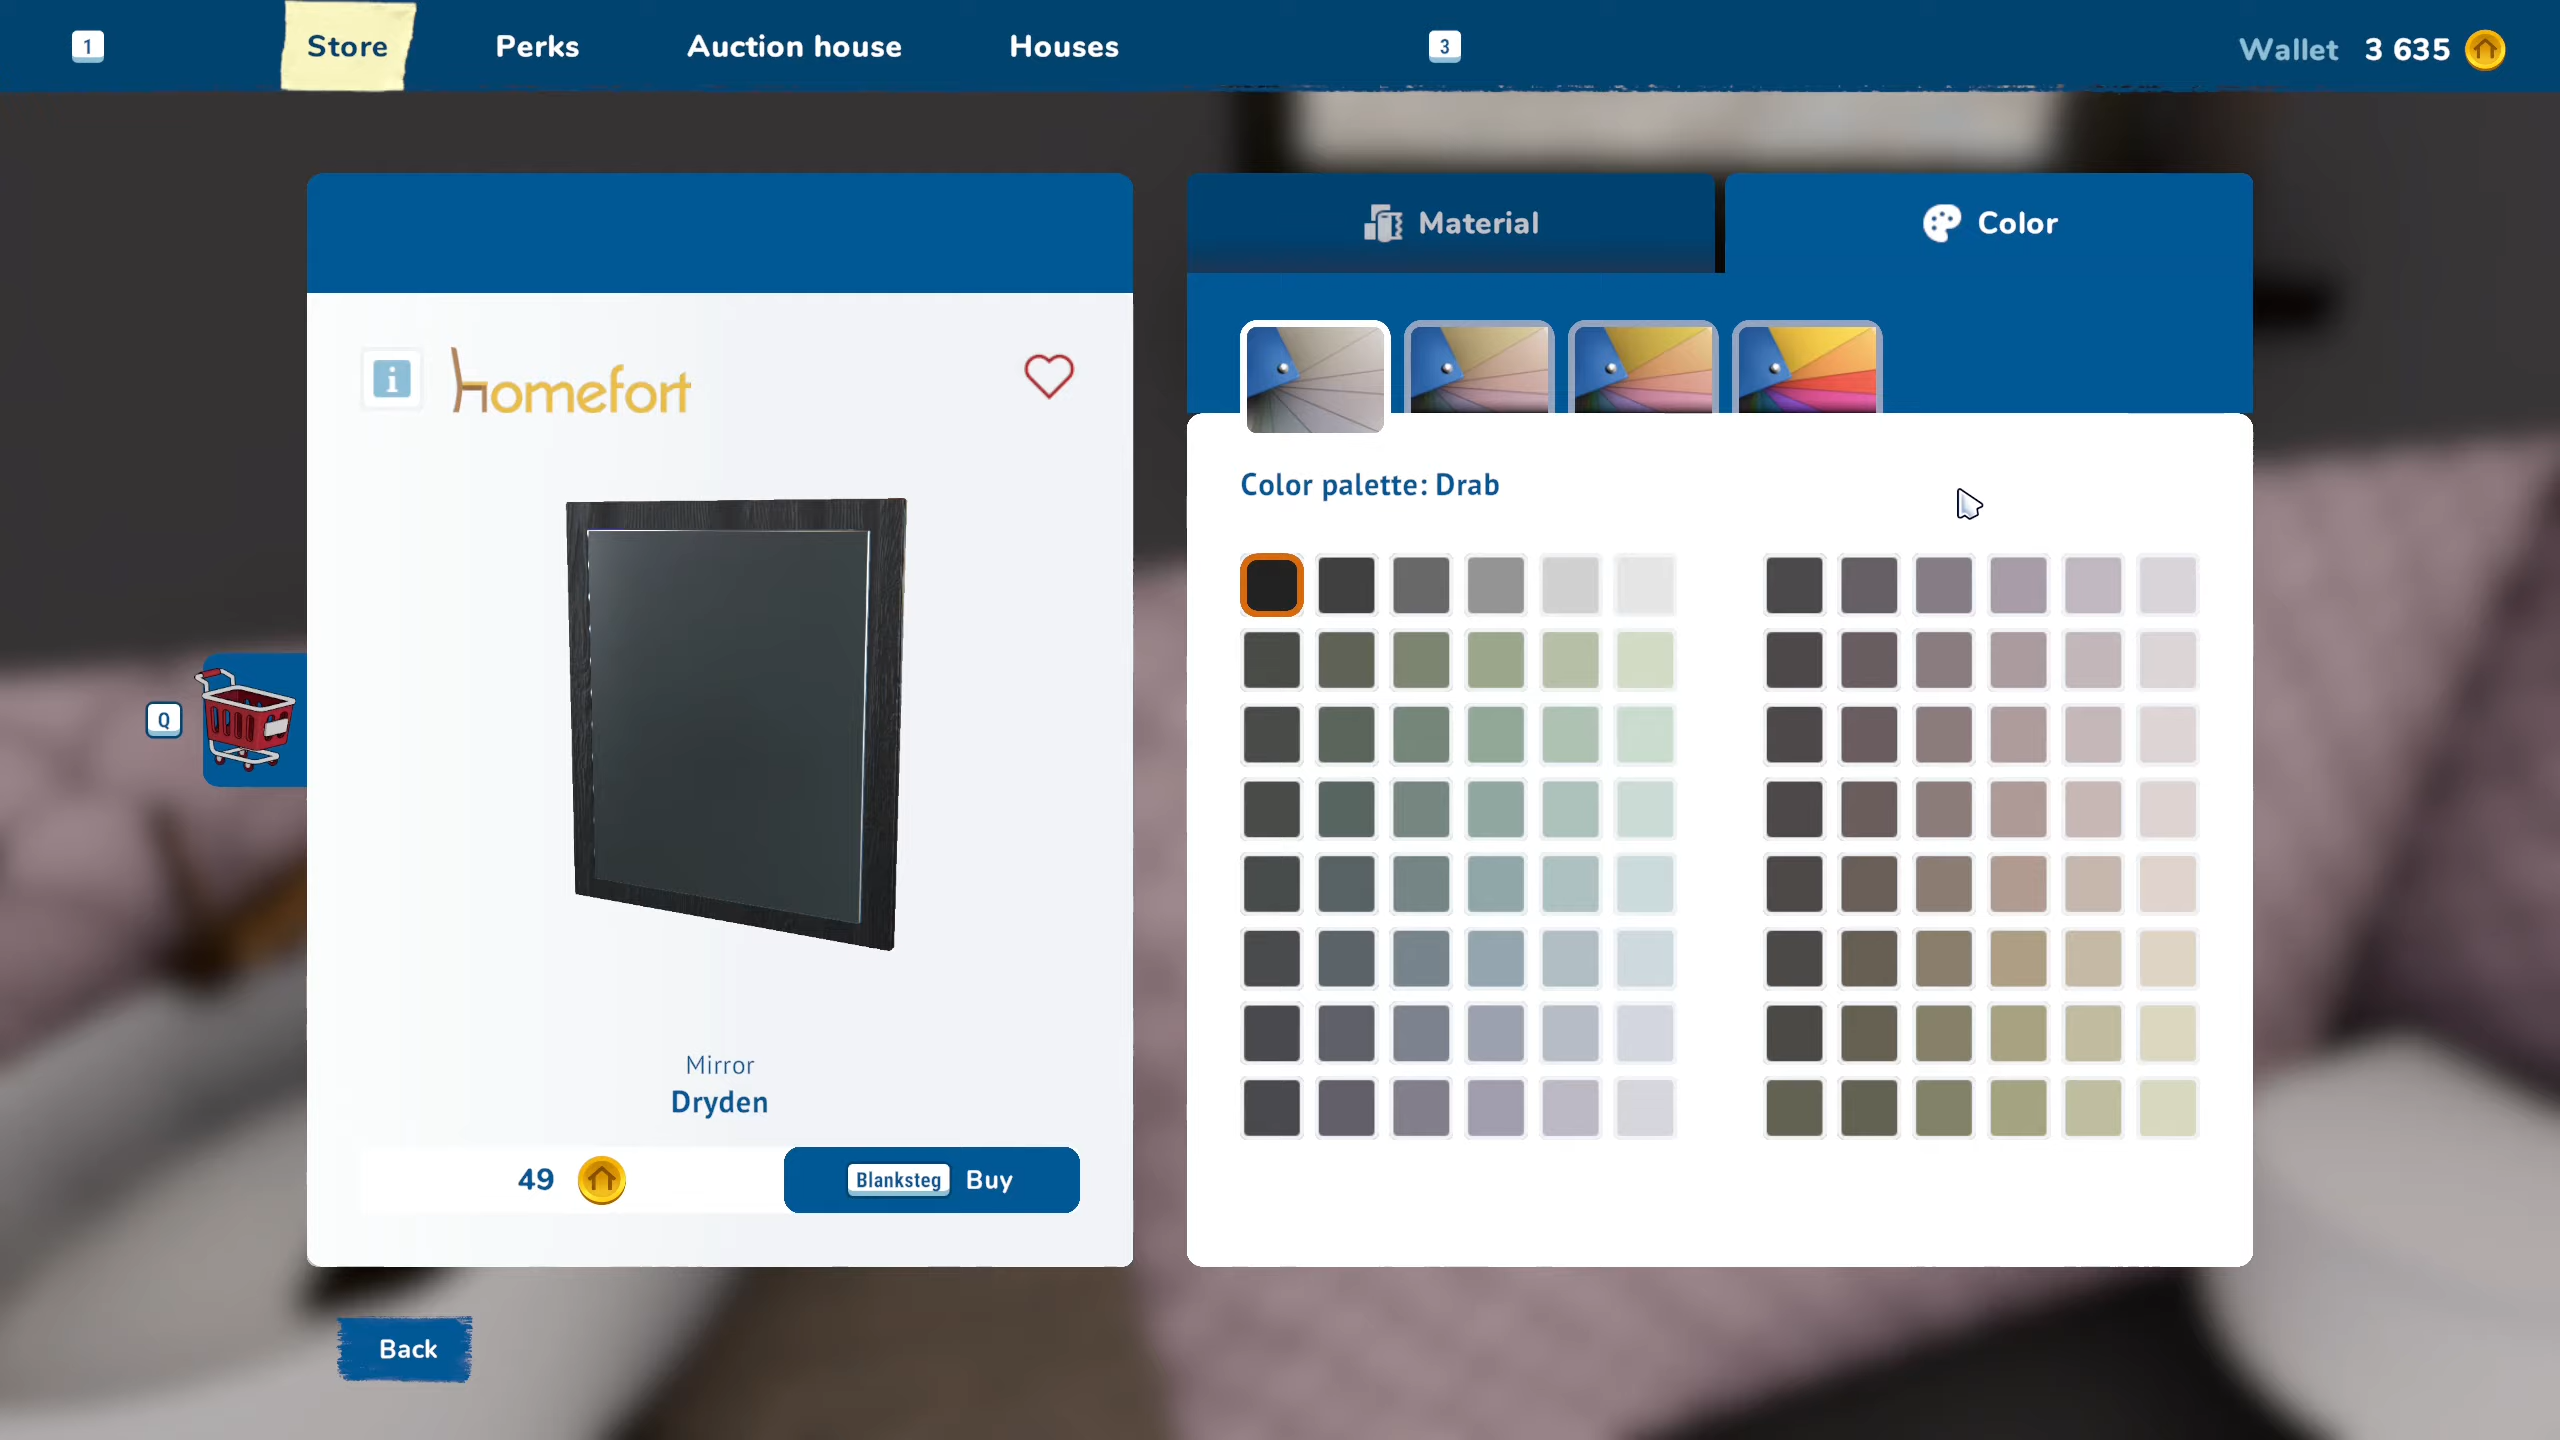 1
Store
Perks
Auction house
Houses
3
Wallet 3 635
Material
Color
i
homefort
Color palette: Drab
Q
Mirror
Dryden
49
Blanksteg Buy
Back